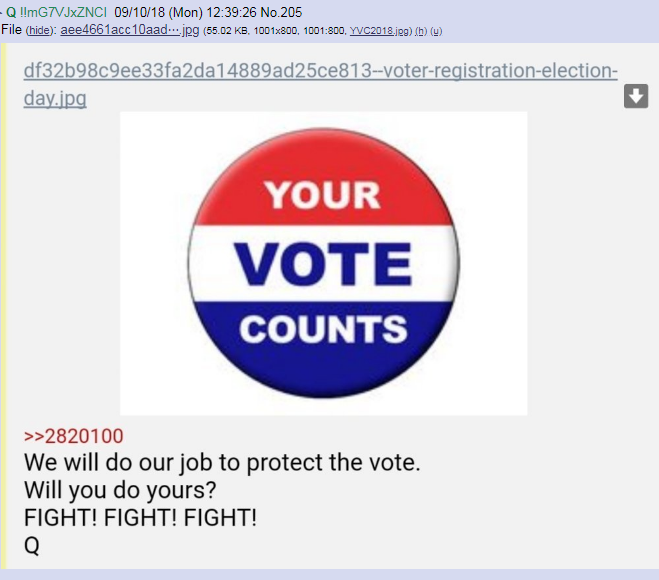 Q !!mG7VJxZNCI 09/10/18 (Mon) 12:39:26 No.205
File (hide): aee4661acc10aad···.jpg (55.02 KB, 1001x800, 1001:800, YVC2018.jpg) (h) (u)
df32b98c9ee33fa2da14889ad25ce813--voter-registration-election-
day.jpg
YOUR
VOTE
COUNTS
>>2820100
We will do our job to protect the vote.
Will you do yours?
FIGHT! FIGHT! FIGHT!
Q